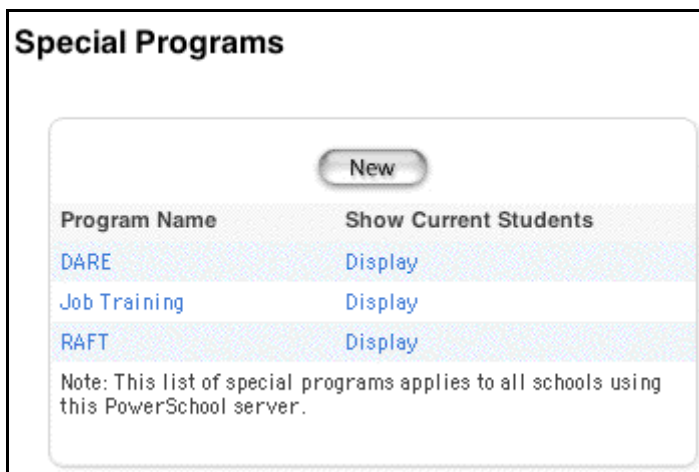 Special Programs
New
Program Name Show Current Students
DARE Display
Job Training Display
RAFT Display
Note: This list of special programs applies to all schools using
this PowerSchool server.